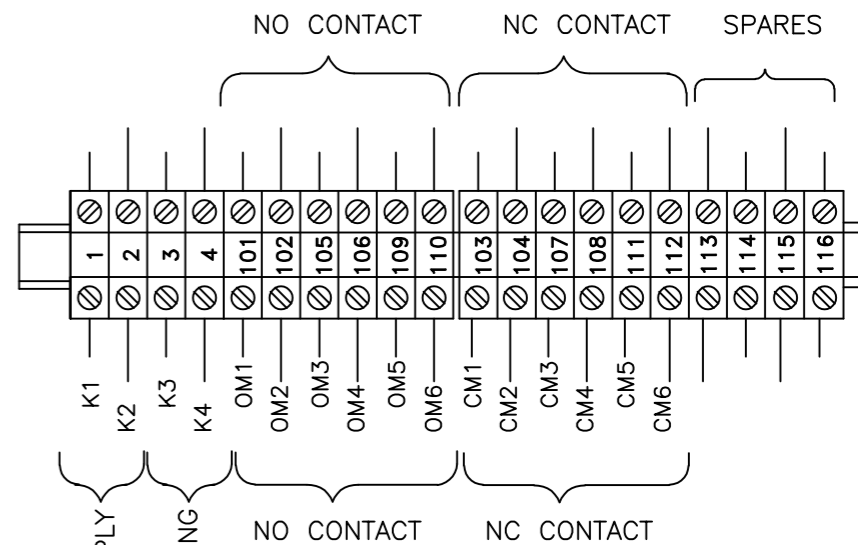 NO CONTACT NC CONTACT SPARES
1 2 3 4 101 102 105 106 109 110 103 104 107 108 111 112 113 114 115 116
K1 K2 K3 K4 OM1 OM2 OM3 OM4 OM5 OM6 CM1 CM2 CM3 CM4 CM5 CM6
PLY NG NO CONTACT NC CONTACT